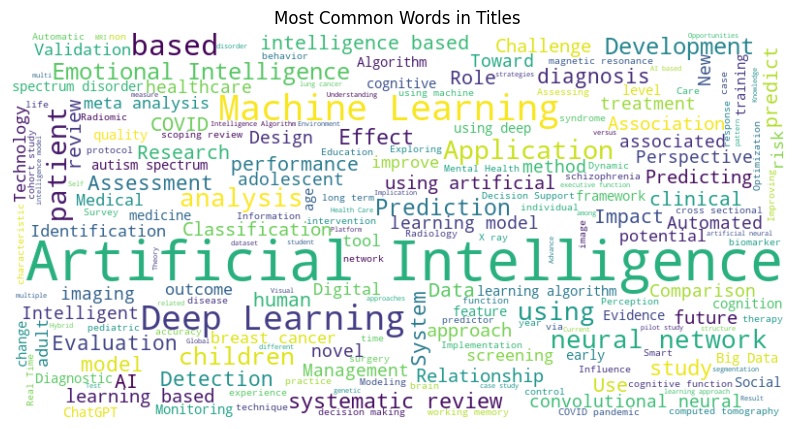 Most Common Words in Titles
Automatic
MRI
non
based
intelligence based
Challenge
Development
Opportunities
AI based
Validation
disorder
behavior
Algorithm
Toward
magnetic resonance
New
multi
Emotional Intelligence
strategies
lung cancer
cognitive
Role
diagnosis
Assessing
Care
Knowledge
predict
spectrum disorder
healthcare
measure
Understanding
using machine
level
training
Technology
life
meta analysis
Machine Learning
treatment
Radiomic
COVID
Intelligence Algorithm
Environment
syndrome
Association
versus
response
case
pattern
cohort study
intelligence model
patient
review
quality
scoping review
Design
Effect
using deep
protocol
Research
Education
Exploring
Application
associated
risk
Optimization
autism spectrum
performance
improve
Mental Health
Dynamic
method
Perspective
Predicting
Self
Assessment
adolescent
age
long term
Implication
using artificial
schizophrenia
executive function
Improving
Medical
analysis
Health Care
Decision Support
framework
clinical
Survey
Prediction
individual
among
cross sectional
Identification
medicine
Information
intervention
learning model
Impact
Automated
characteristic
Classification
student
Platform
Radiology
image
potential
artificial neural
dataset
tool
X ray
biomarker
Theory
network
Advance
Artificial Intelligence
multiple
imaging
outcome
Digital
System
Data
learning algorithm
Comparison
Intelligent
related
disease
Visual
human
approaches
feature
function
Perception
Evidence
future
cognition
therapy
change
adult
pediatric
Deep Learning
predictor
year
via
using
Current
pilot study
structure
Hybrid
accuracy
Global
breast cancer
different
time
approach
Implementation
neural network
Real Time
Evaluation
children
novel
surgery
screening
early
Smart
Big Data
segmentation
model
Management
Relationship
Influence
study
Diagnostic
Test
AI
Detection
practice
Modeling
brain
case study
Use
cognitive function
Social
learning based
experience
genetic
systematic review
control
learning approach
Result
ChatGPT
Monitoring
technique
decision making
working memory
convolutional neural
COVID pandemic
computed tomography